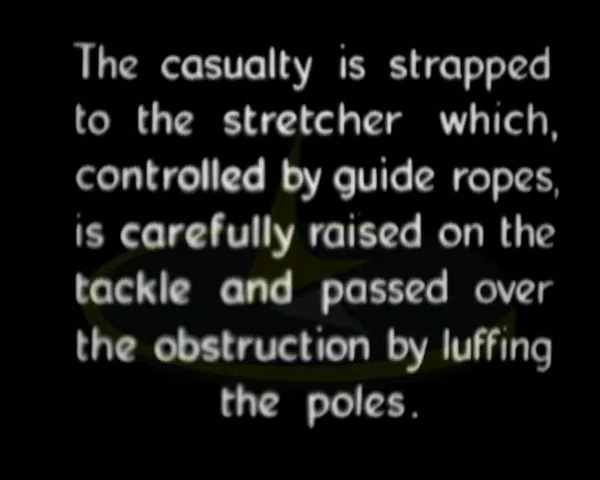 The casualty is strapped
to the stretcher which,
controlled by guide ropes,
is carefully raised on the
tackle and passed over
the obstruction by luffing
the poles.